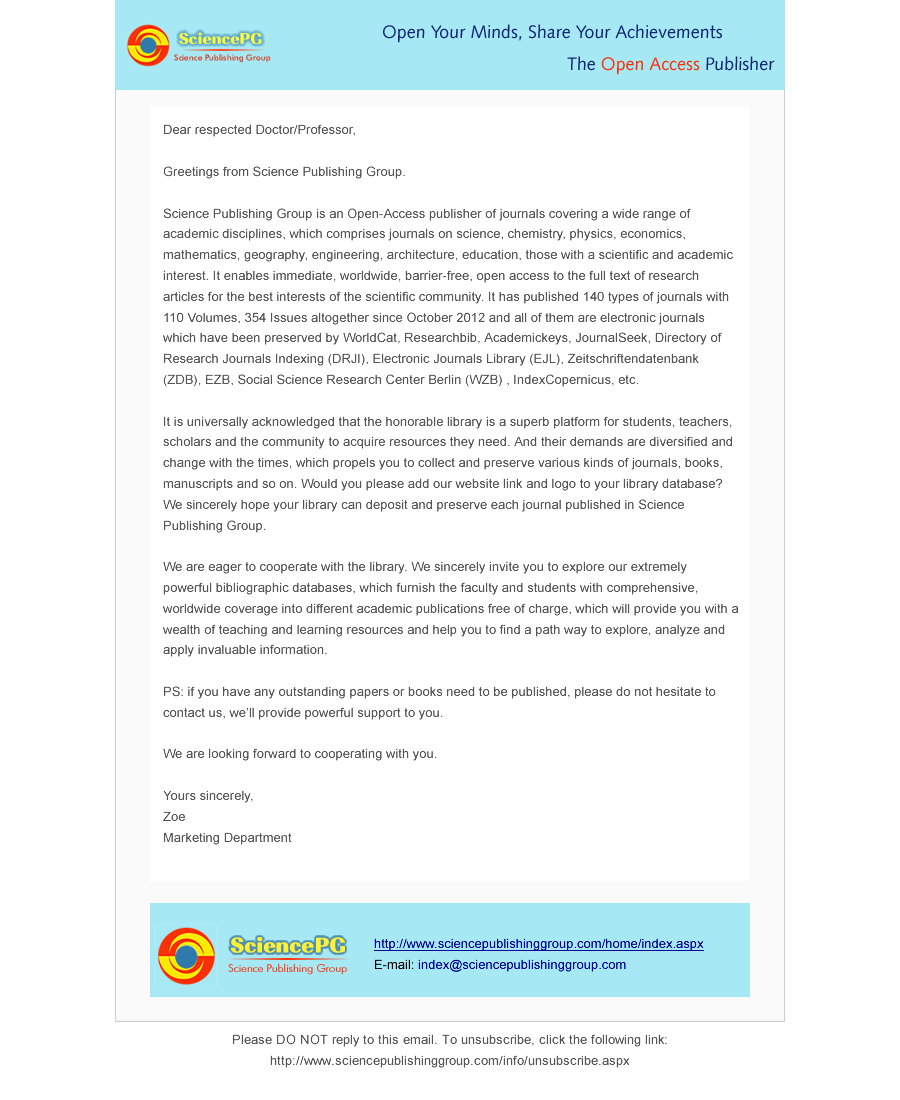 SciencePG
Science Publishing Group
Open Your Minds, Share Your Achievements
The Open Access Publisher
Dear respected Doctor/Professor,
Greetings from Science Publishing Group.
Science Publishing Group is an Open-Access publisher of journals covering a wide range of
academic disciplines, which comprises journals on science, chemistry, physics, economics,
mathematics, geography, engineering, architecture, education, those with a scientific and academic
interest. It enables immediate, worldwide, barrier-free, open access to the full text of research
articles for the best interests of the scientific community. It has published 140 types of journals with
110 Volumes, 354 Issues altogether since October 2012 and all of them are electronic journals
which have been preserved by WorldCat, Researchbib, Academickeys, JournalSeek, Directory of
Research Journals Indexing (DRJI), Electronic Journals Library (EJL), Zeitschriftendatenbank
(ZDB), EZB, Social Science Research Center Berlin (WZB) , IndexCopernicus, etc.
It is universally acknowledged that the honorable library is a superb platform for students, teachers,
scholars and the community to acquire resources they need. And their demands are diversified and
change with the times, which propels you to collect and preserve various kinds of journals, books,
manuscripts and so on. Would you please add our website link and logo to your library database?
We sincerely hope your library can deposit and preserve each journal published in Science
Publishing Group.
We are eager to cooperate with the library. We sincerely invite you to explore our extremely
powerful bibliographic databases, which furnish the faculty and students with comprehensive,
worldwide coverage into different academic publications free of charge, which will provide you with a
wealth of teaching and learning resources and help you to find a path way to explore, analyze and
apply invaluable information.
PS: if you have any outstanding papers or books need to be published, please do not hesitate to
contact us, we'll provide powerful support to you.
We are looking forward to cooperating with you.
Yours sincerely,
Zoe
Marketing Department
SciencePG
Science Publishing Group
http://www.sciencepublishinggroup.com/home/index.aspx
E-mail: index@sciencepublishinggroup.com
Please DO NOT reply to this email. To unsubscribe, click the following link:
http://www.sciencepublishinggroup.com/info/unsubscribe.aspx